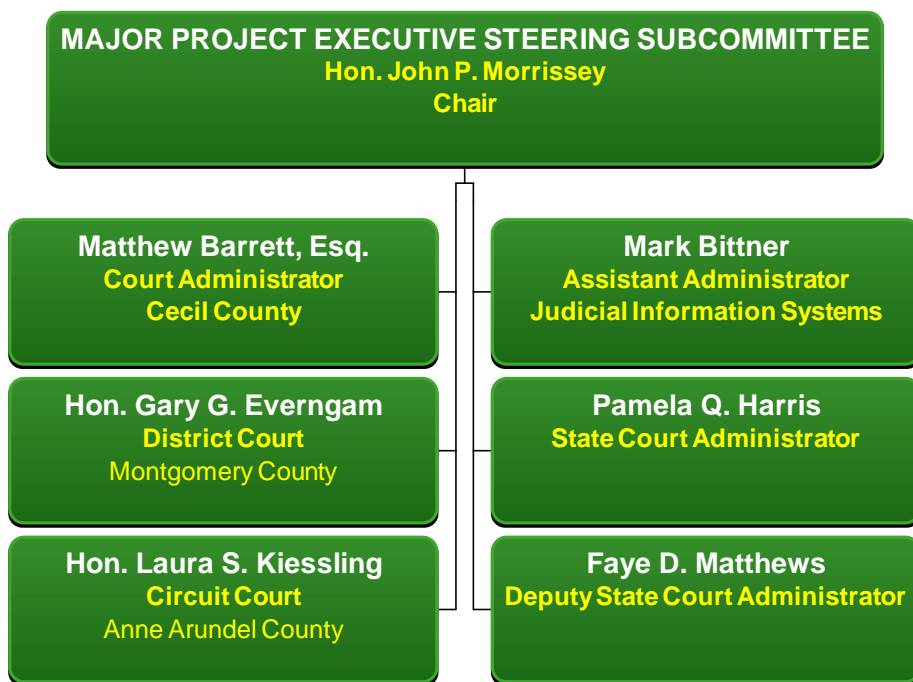 MAJOR PROJECT EXECUTIVE STEERING SUBCOMMITTEE
Hon. John P. Morrissey
Chair
Matthew Barrett, Esq.
Court Administrator
Cecil County
Mark Bittner
Assistant Administrator
Judicial Information Systems
Hon. Gary G. Everngam
District Court
Montgomery County
Pamela Q. Harris
State Court Administrator
Hon. Laura S. Kiessling
Circuit Court
Anne Arundel County
Faye D. Matthews
Deputy State Court Administrator